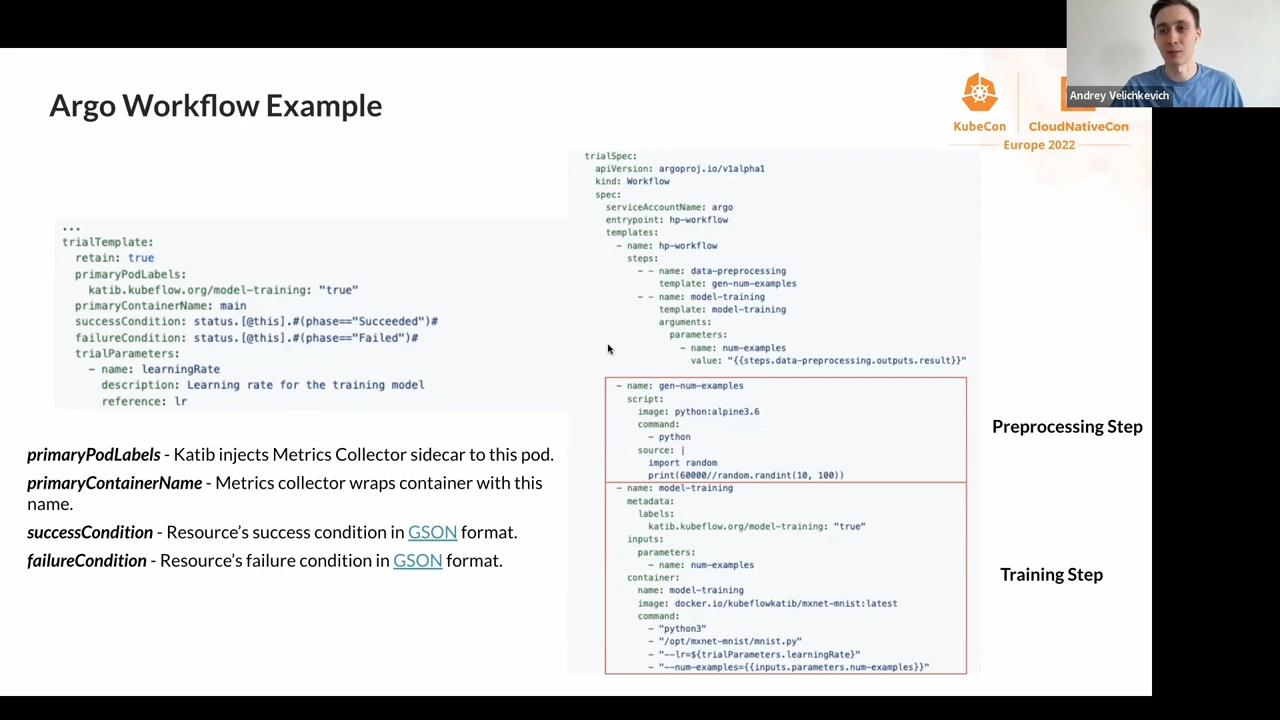 Argo Workflow Example
Andrey Velichkevich
KubeCon
CloudNativeCon
Europe 2022
...
trialTemplate:
retain: true
primaryPodLabels:
katib.kubeflow.org/model-training: "true"
primaryContainerName: main
successCondition: status.[@this].#(phase=="Succeeded")#
failureCondition: status.[@this].#(phase=="Failed")#
trialParameters:
- name: learningRate
description: Learning rate for the training model
reference: lr
primaryPodLabels - Katib injects Metrics Collector sidecar to this pod.
primaryContainerName - Metrics collector wraps container with this
name.
successCondition - Resource's success condition in GSON format.
failureCondition - Resource's failure condition in GSON format.
trialSpec:
apiVersion: argoproj.io/v1alpha1
kind: Workflow
spec:
serviceAccountName: argo
entrypoint: hp-workflow
templates:
- name: hp-workflow
steps:
- - name: data-preprocessing
template: gen-num-examples
- - name: model-training
template: model-training
arguments:
parameters:
- name: num-examples
value: "{{steps.data-preprocessing.outputs.result}}"
- name: gen-num-examples
script:
image: python:alpine3.6
command:
- python
source: |
import random
print(60000//random.randint(10, 100))
- name: model-training
metadata:
labels:
katib.kubeflow.org/model-training: "true"
inputs:
parameters:
- name: num-examples
container:
name: model-training
image: docker.io/kubeflowkatib/mxnet-mnist:latest
command:
- "python3"
- "/opt/mxnet-mnist/mnist.py"
- "--lr=${trialParameters.learningRate}"
- "--num-examples={{inputs.parameters.num-examples}}"
Preprocessing Step
Training Step